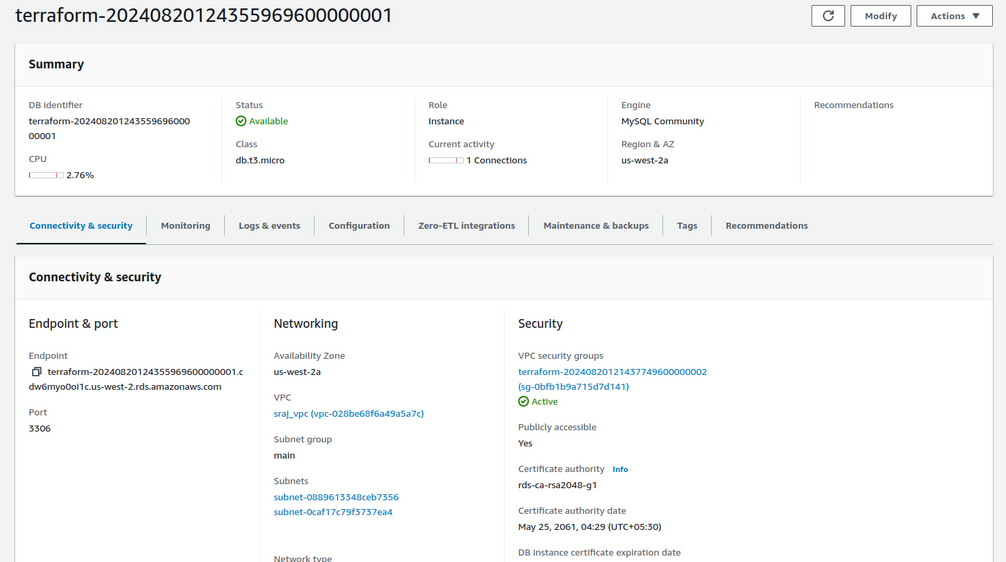 terraform-20240820124355969600000001
Modify
Actions
Summary
DB identifier
terraform-202408201243559696000
00001
CPU
2.76%
Status
Available
Class
db.t3.micro
Role
Instance
Current activity
1 Connections
Engine
MySQL Community
Region & AZ
us-west-2a
Recommendations
Connectivity & security
Monitoring
Logs & events
Configuration
Zero-ETL integrations
Maintenance & backups
Tags
Recommendations
Connectivity & security
Endpoint & port
Endpoint
terraform-20240820124355969600000001.c
dw6myo0oi1c.us-west-2.rds.amazonaws.com
Port
3306
Networking
Availability Zone
us-west-2a
VPC
sraj_vpc (vpc-028be68f6a49a5a7c)
Subnet group
main
Subnets
subnet-0889613348ceb7356
subnet-0caf17c79f3737ea4
Network type
Security
VPC security groups
terraform-20240820121437749600000002
(sg-0bfb1b9a715d7d141)
Active
Publicly accessible
Yes
Certificate authority Info
rds-ca-rsa2048-g1
Certificate authority date
May 25, 2061, 04:29 (UTC+05:30)
DB instance certificate expiration date